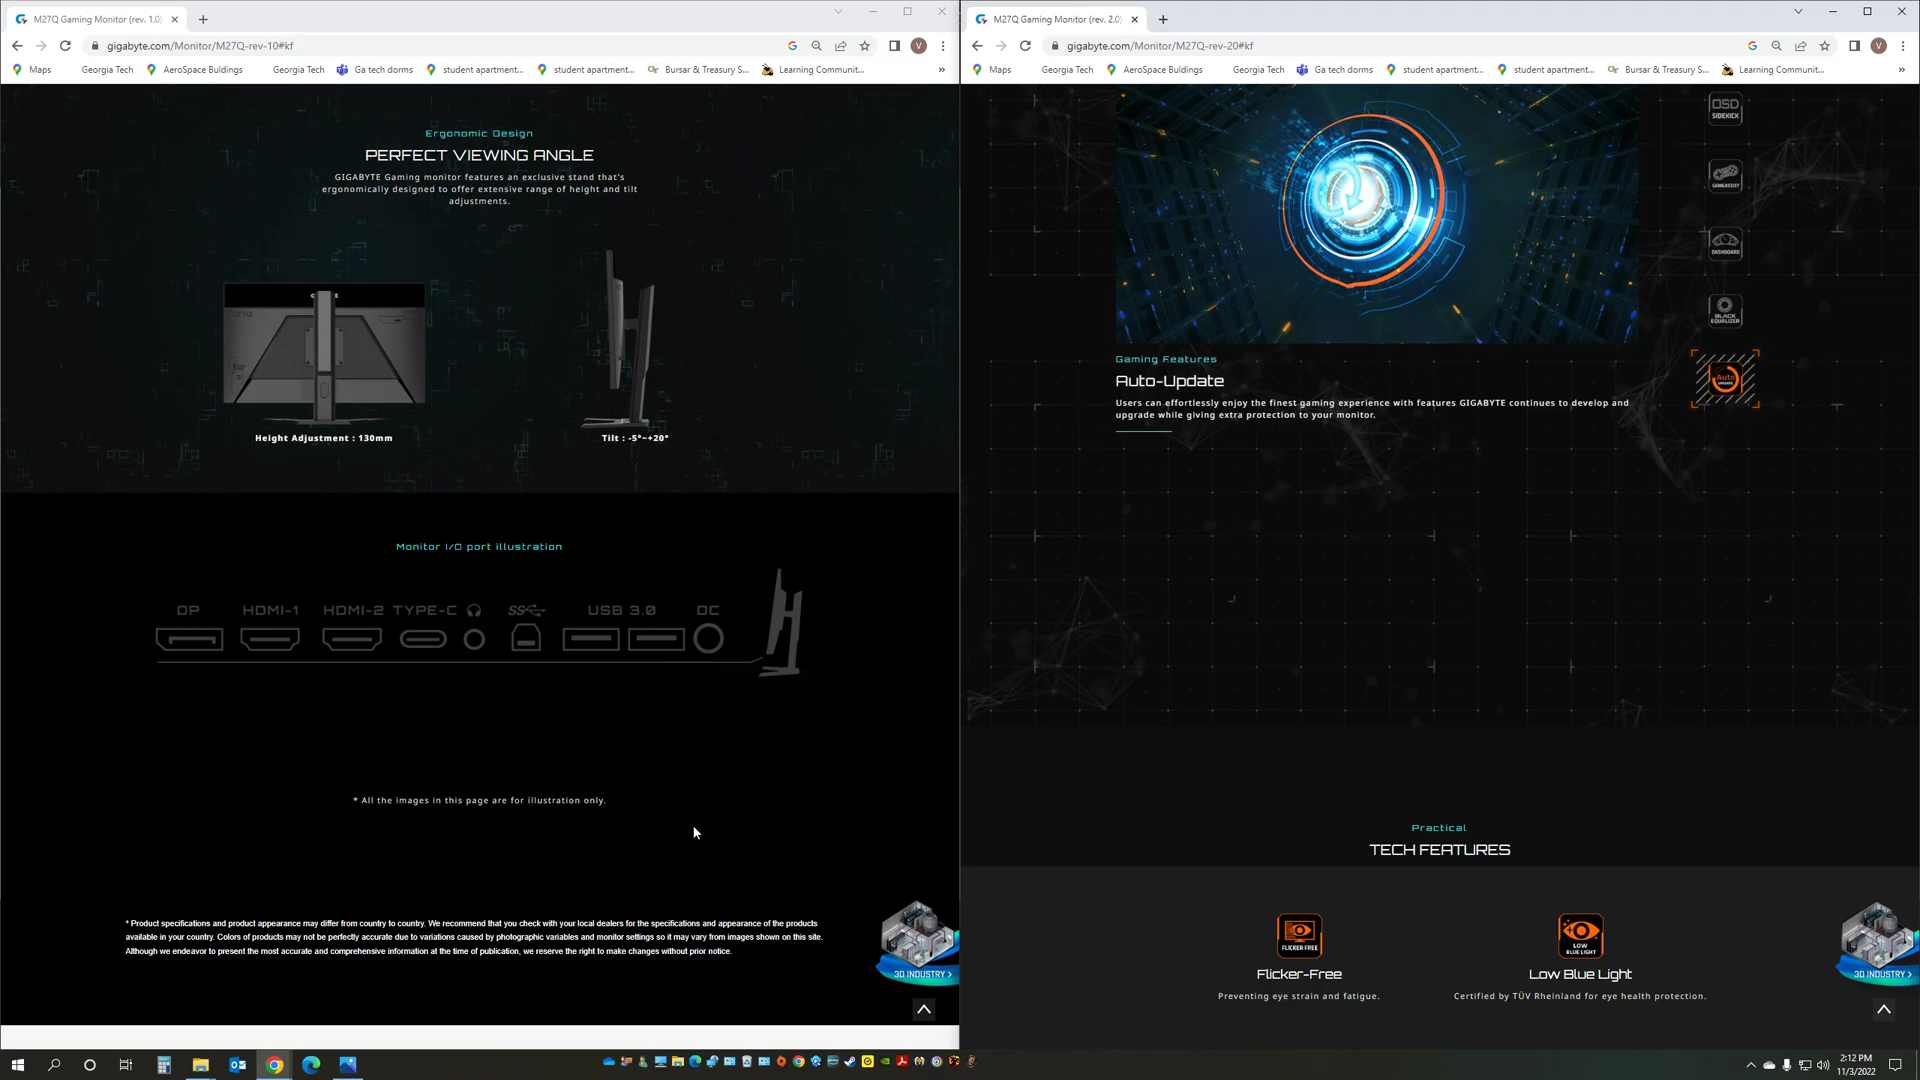 M27Q Gaming Monitor (rev. 1.0)
gigabyte.com/Monitor/M27Q-rev-10#kf
V
Maps
Georgia Tech
AeroSpace Buldings
Georgia Tech
Ga tech dorms
student apartment...
student apartment...
Bursar & Treasury S...
Learning Communit...
Ergonomic Design
PERFECT VIEWING ANGLE
GIGABYTE Gaming monitor features an exclusive stand that's
ergonomically designed to offer extensive range of height and tilt
adjustments.
Height Adjustment : 130mm
Tilt : -5°~+20°
Monitor I/O port illustration
DP HDMI-1 HDMI-2 TYPE-C USB 3.0 DC
* All the images in this page are for illustration only.
* Product specifications and product appearance may differ from country to country. We recommend that you check with your local dealers for the specifications and appearance of the products
available in your country. Colors of products may not be perfectly accurate due to variations caused by photographic variables and monitor settings so it may vary from images shown on this site.
Although we endeavor to present the most accurate and comprehensive information at the time of publication, we reserve the right to make changes without prior notice.
3D INDUSTRY >
M27Q Gaming Monitor (rev. 2.0)
gigabyte.com/Monitor/M27Q-rev-20#kf
V
Maps
Georgia Tech
AeroSpace Buldings
Georgia Tech
Ga tech dorms
student apartment...
student apartment...
Bursar & Treasury S...
Learning Communit...
OSD
SIDEKICK
GAMEASSIST
DASHBOARD
BLACK
EQUALIZER
Auto
UPDATE
Gaming Features
Auto-Update
Users can effortlessly enjoy the finest gaming experience with features GIGABYTE continues to develop and
upgrade while giving extra protection to your monitor.
Practical
TECH FEATURES
FLICKER FREE
Flicker-Free
Preventing eye strain and fatigue.
LOW
BLUE LIGHT
Low Blue Light
Certified by TÜV Rheinland for eye health protection.
3D INDUSTRY >
2:12 PM
11/3/2022